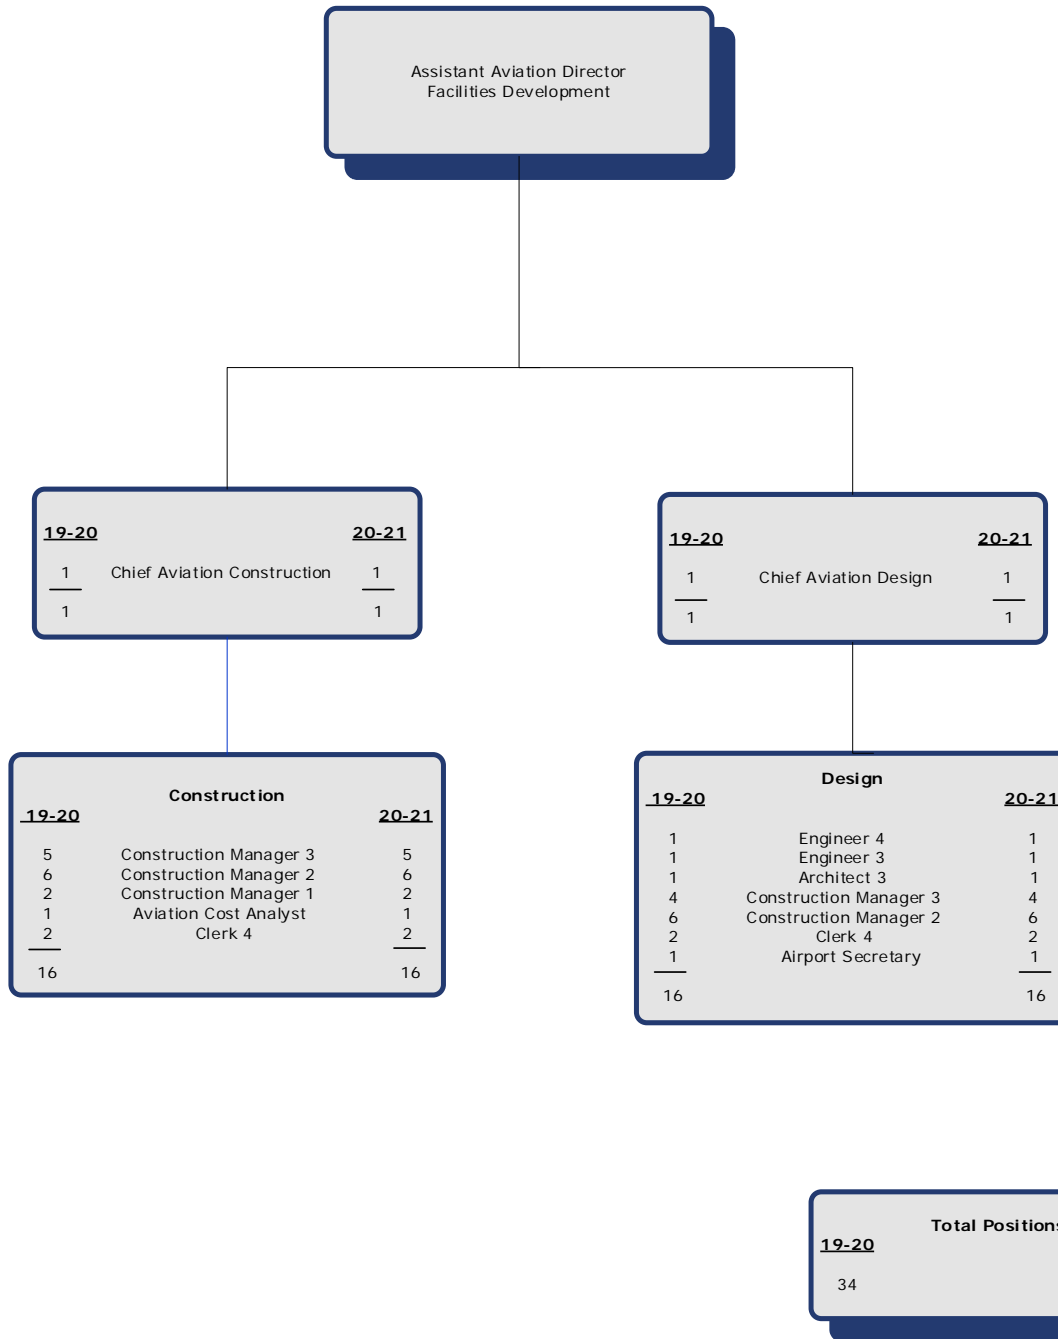 Assistant Aviation Director
Facilities Development
19-20 20-21
1 Chief Aviation Construction 1
1 1
19-20 20-21
1 Chief Aviation Design 1
1 1
Construction
19-20 20-21
5 Construction Manager 3 5
6 Construction Manager 2 6
2 Construction Manager 1 2
1 Aviation Cost Analyst 1
2 Clerk 4 2
16 16
Design
19-20 20-21
1 Engineer 4 1
1 Engineer 3 1
1 Architect 3 1
4 Construction Manager 3 4
6 Construction Manager 2 6
2 Clerk 4 2
1 Airport Secretary 1
16 16
Total Positions
19-20
34